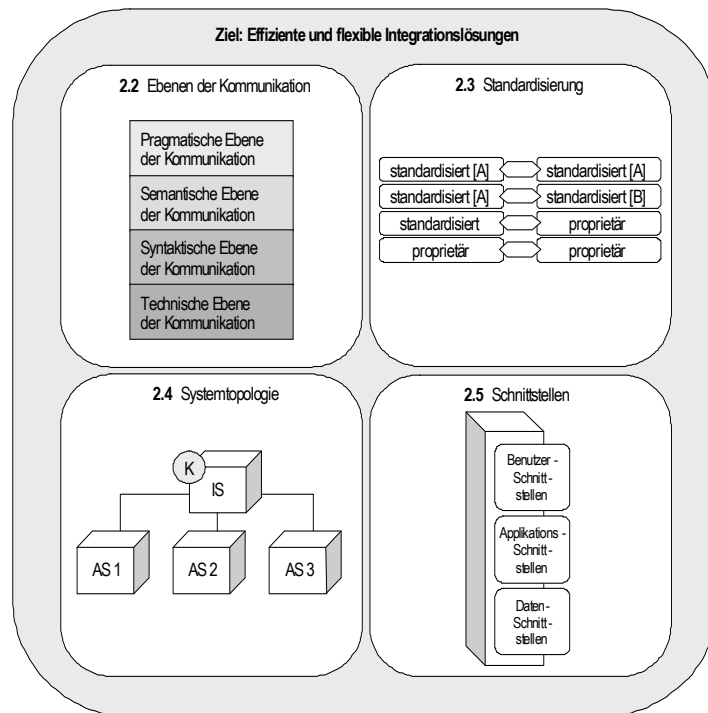 Ziel: Effiziente und flexible Integrationslösungen
2.2 Ebenen der Kommunikation
Pragmatische Ebene
der Kommunikation
Semantische Ebene
der Kommunikation
Syntaktische Ebene
der Kommunikation
Technische Ebene
der Kommunikation
2.3 Standardisierung
standardisiert [A] standardisiert [A]
standardisiert [A] standardisiert [B]
standardisiert proprietär
proprietär proprietär
2.4 Systemtopologie
K
IS
AS 1 AS 2 AS 3
2.5 Schnittstellen
Benutzer -
Schnitt-
stellen
Applikations -
Schnitt-
stellen
Daten-
Schnitt-
stellen